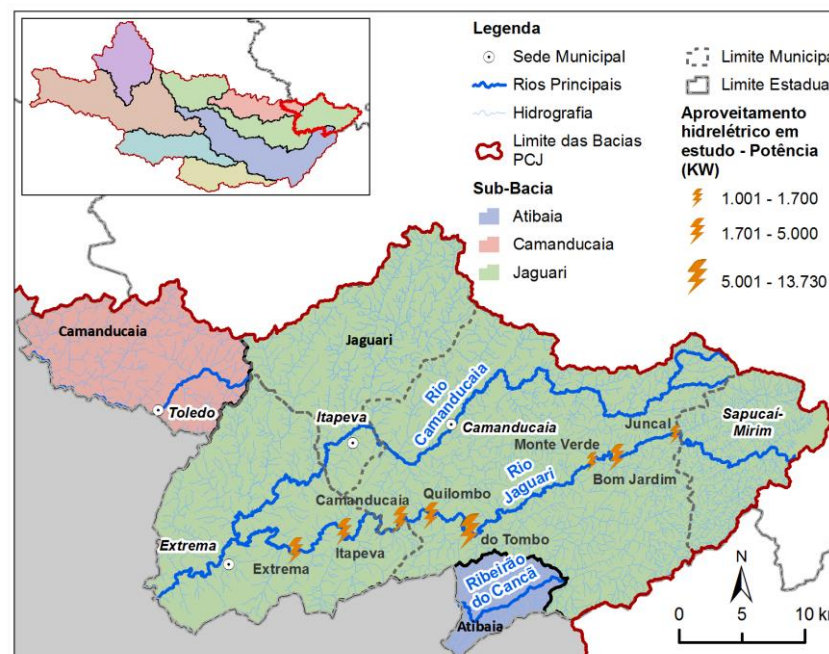 Legenda
Sede Municipal
Rios Principais
Hidrografia
Limite das Bacias
PCJ
Sub-Bacia
Atibaia
Camanducaia
Jaguari
Limite Municipa
Limite Estadua
Aproveitamento
hidrelétrico em
estudo - Potência
(KW)
1.001 - 1.700
1.701 - 5.000
5.001 - 13.730
Camanducaia
Jaguari
Toledo
Itapeva
Rio
Camanducaia
Camanducaia
Juncal
Sapucaí-
Mirim
Monte Verde
Bom Jardim
Rio
Jaguari
Camanducaia
Quilombo
do Tombo
Itapeva
Extrema
Extrema
Ribeirão
do Cancã
Atibaia
N
0 5 10 km